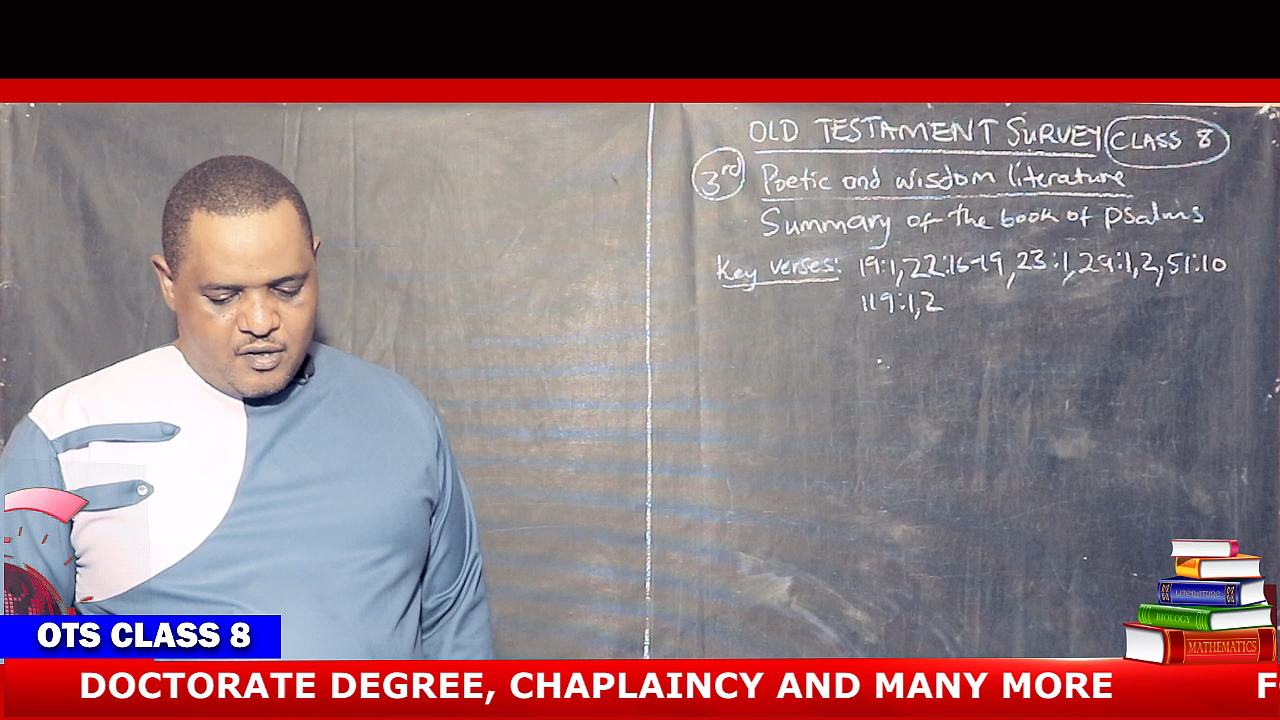 OLD TESTAMENT SURVEY CLASS 8
3rd Poetic and wisdom literature
Summary of the book of psalms
Key verses: 19:1, 22:16-19, 23:1, 29:1,2, 51:10
119:1,2
LITERATURE
BIOLOGY
MATHEMATICS
OTS CLASS 8
DOCTORATE DEGREE, CHAPLAINCY AND MANY MORE